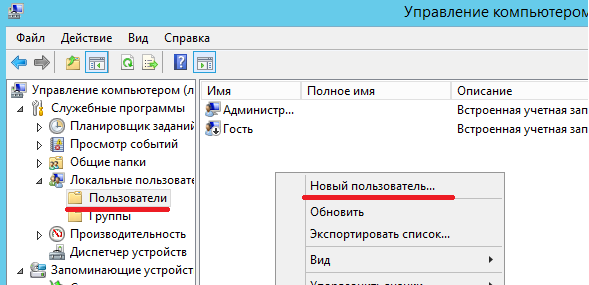 Управление компьютером
Файл Действие Вид Справка
Управление компьютером (л
Служебные программы
Планировщик заданий
Просмотр событий
Общие папки
Локальные пользоват
Пользователи
Группы
Производительность
Диспетчер устройств
Запоминающие устройст
Имя Полное имя Описание
Администр... Встроенная учетная зап
Гость Встроенная учетная зап
Новый пользователь...
Обновить
Экспортировать список...
Вид